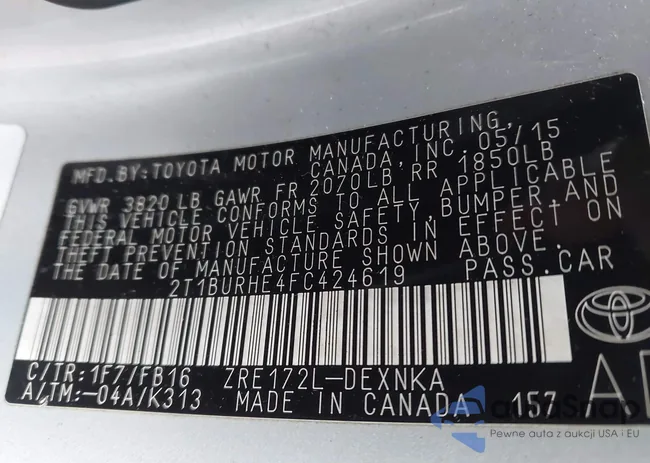 MFD.BY:TOYOTA MOTOR MANUFACTURING,
CANADA, INC. 05/15
GVWR 3820 LB GAWR FR 2070LB RR 1850LB
THIS VEHICLE CONFORMS TO ALL APPLICABLE
FEDERAL MOTOR VEHICLE SAFETY, BUMPER, AND
THEFT PREVENTION STANDARDS IN EFFECT ON
THE DATE OF MANUFACTURE SHOWN ABOVE.
2T1BURHE4FC424619 PASS.CAR
C/TR:1F7/FB16 ZRE172L-DEXNKA
A/TM:-04A/K313 MADE IN CANADA 157
autaSnap
Pewne auta z aukcji USA i EU